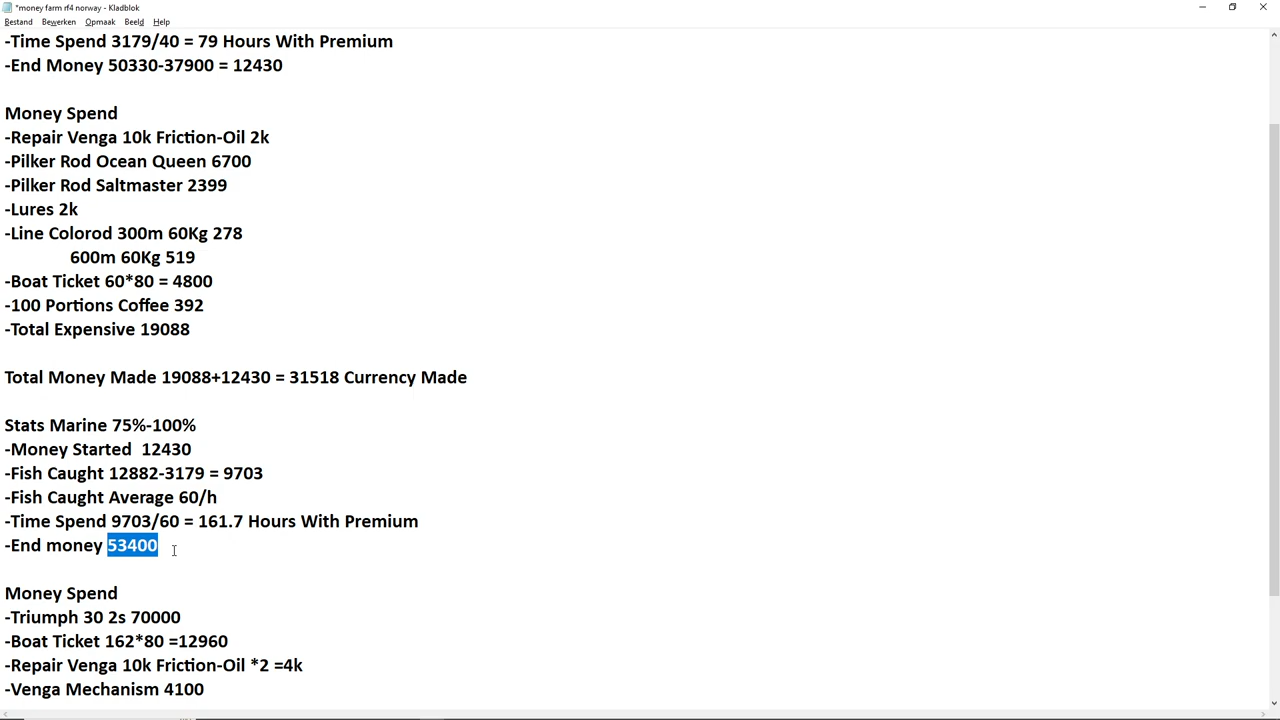 *money farm rf4 norway - Kladblok
Bestand Bewerken Opmaak Beeld Help
-Time Spend 3179/40 = 79 Hours With Premium
-End Money 50330-37900 = 12430
Money Spend
-Repair Venga 10k Friction-Oil 2k
-Pilker Rod Ocean Queen 6700
-Pilker Rod Saltmaster 2399
-Lures 2k
-Line Colorod 300m 60Kg 278
600m 60Kg 519
-Boat Ticket 60*80 = 4800
-100 Portions Coffee 392
-Total Expensive 19088
Total Money Made 19088+12430 = 31518 Currency Made
Stats Marine 75%-100%
-Money Started  12430
-Fish Caught 12882-3179 = 9703
-Fish Caught Average 60/h
-Time Spend 9703/60 = 161.7 Hours With Premium
-End money 53400
Money Spend
-Triumph 30 2s 70000
-Boat Ticket 162*80 =12960
-Repair Venga 10k Friction-Oil *2 =4k
-Venga Mechanism 4100